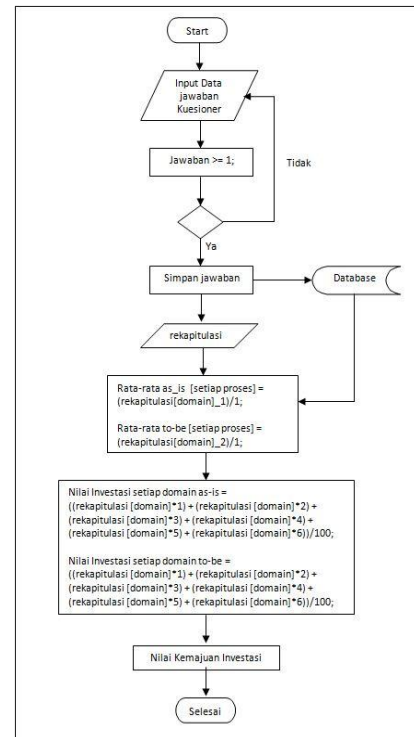 Start
Input Data
jawaban
Kuesioner
Jawaban >= 1;
Tidak
Ya
Simpan jawaban
Database
rekapitulasi
Rata-rata as_is [setiap proses] =
(rekapitulasi[domain]_1)/1;
Rata-rata to-be [setiap proses] =
(rekapitulasi[domain]_2)/1;
Nilai Investasi setiap domain as-is =
((rekapitulasi [domain]*1) + (rekapitulasi [domain]*2) +
(rekapitulasi [domain]*3) + (rekapitulasi [domain]*4) +
(rekapitulasi [domain]*5) + (rekapitulasi [domain]*6))/100;
Nilai Investasi setiap domain to-be =
((rekapitulasi [domain]*1) + (rekapitulasi [domain]*2) +
(rekapitulasi [domain]*3) + (rekapitulasi [domain]*4) +
(rekapitulasi [domain]*5) + (rekapitulasi [domain]*6))/100;
Nilai Kemajuan Investasi
Selesai